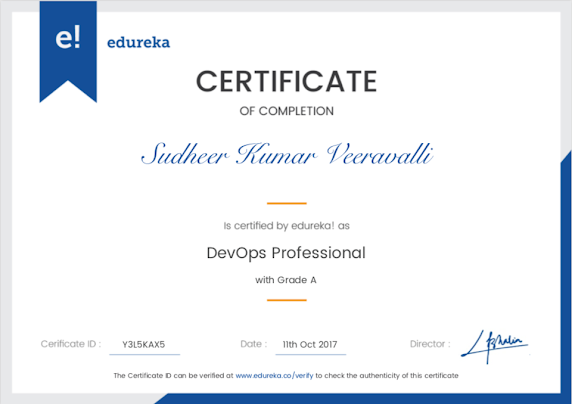 e!
edureka
CERTIFICATE
OF COMPLETION
Sudheer Kumar Veeravalli
Is certified by edureka! as
DevOps Professional
with Grade A
Cerificate ID : Y3L5KAX5 Date : 11th Oct 2017 Director :
The Certificate ID can be verified at www.edureka.co/verify to check the authenticity of this certificate